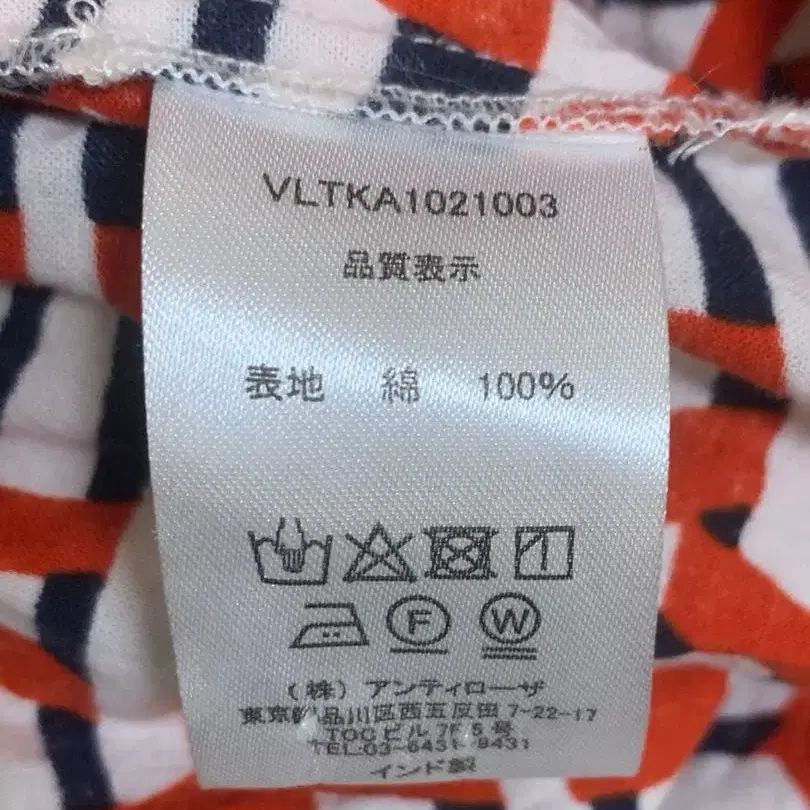 VLTKA1021003
品質表示
表地 綿 100%
F W
(株) アンティローザ
東京都品川区西五反田7-22-17
TOCビル 7F 5号
TEL:03-6431-9431
インド製